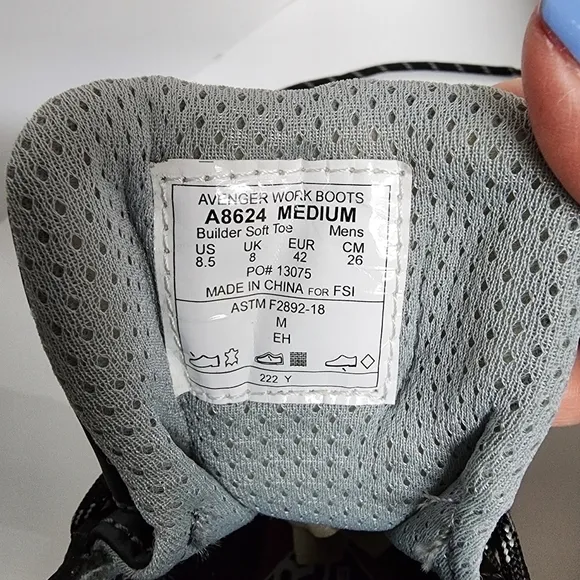 AVENGER WORK BOOTS
A8624 MEDIUM
Builder Soft Toe Mens
US UK EUR CM
8.5 8 42 26
PO# 13075
MADE IN CHINA FOR FSI
ASTM F2892-18
M
EH
222 Y